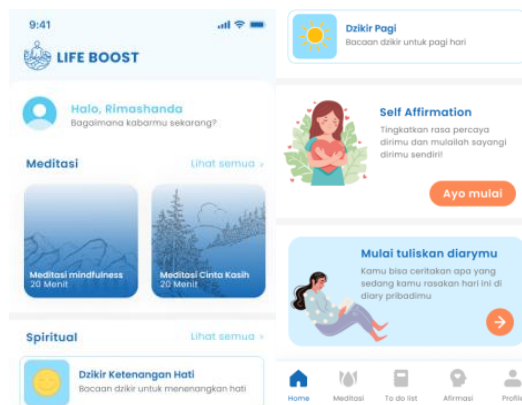 9:41
LIFE BOOST
Halo, Rimashanda
Bagaimana kabarmu sekarang?
Meditasi
Lihat semua ›
Meditasi mindfulness
20 Menit
Meditasi Cinta Kasih
20 Menit
Spiritual
Lihat semua ›
Dzikir Ketenangan Hati
Bacaan dzikir untuk menenangkan hati
Dzikir Pagi
Bacaan dzikir untuk pagi hari
Self Affirmation
Tingkatkan rasa percaya
dirimu dan mulailah sayangi
dirimu sendiri!
Ayo mulai
Mulai tuliskan diarymu
Kamu bisa ceritakan apa yang
sedang kamu rasakan hari ini di
diary pribadimu
Home
Meditasi
To do list
Afirmasi
Profile